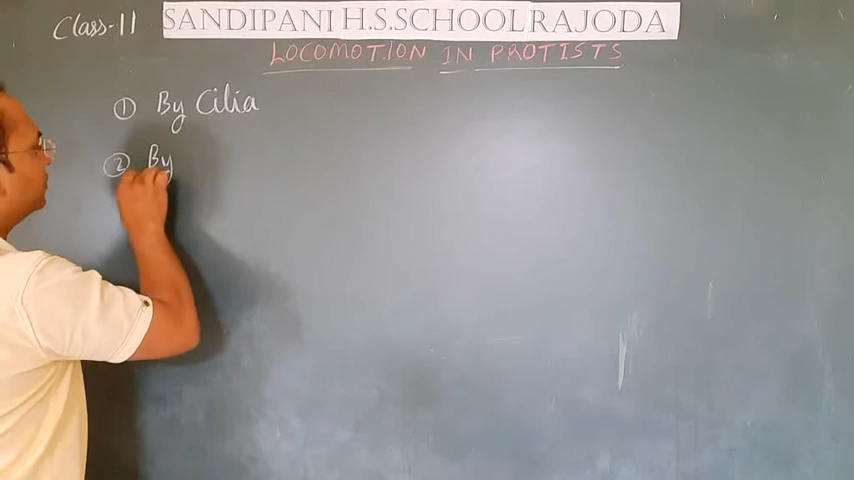 Class-11
SANDIPANI H.S.SCHOOL RAJODA
LOCOMOTION IN PROTISTS
① By Cilia
② By